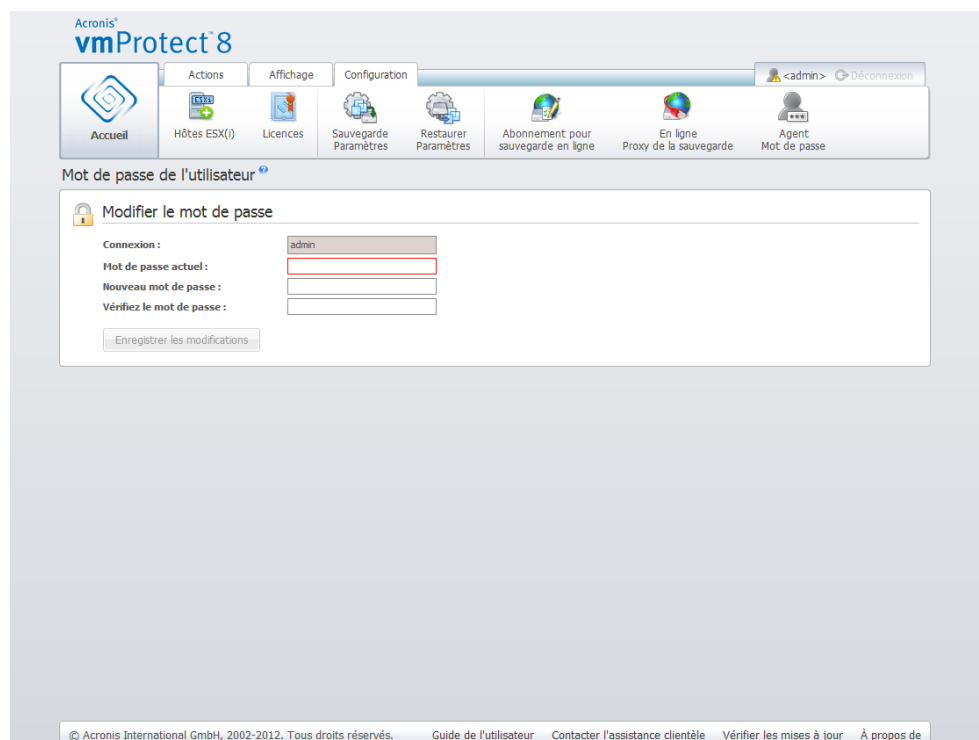 Acronis®
vmProtect™8
Actions Affichage Configuration <admin> Déconnexion
Accueil
Hôtes ESX(i)
Licences
Sauvegarde
Paramètres
Restaurer
Paramètres
Abonnement pour
sauvegarde en ligne
En ligne
Proxy de la sauvegarde
Agent
Mot de passe
Mot de passe de l'utilisateur ?
Modifier le mot de passe
Connexion : admin
Mot de passe actuel :
Nouveau mot de passe :
Vérifiez le mot de passe :
Enregistrer les modifications
© Acronis International GmbH, 2002-2012. Tous droits réservés. Guide de l'utilisateur Contacter l'assistance clientèle Vérifier les mises à jour À propos de